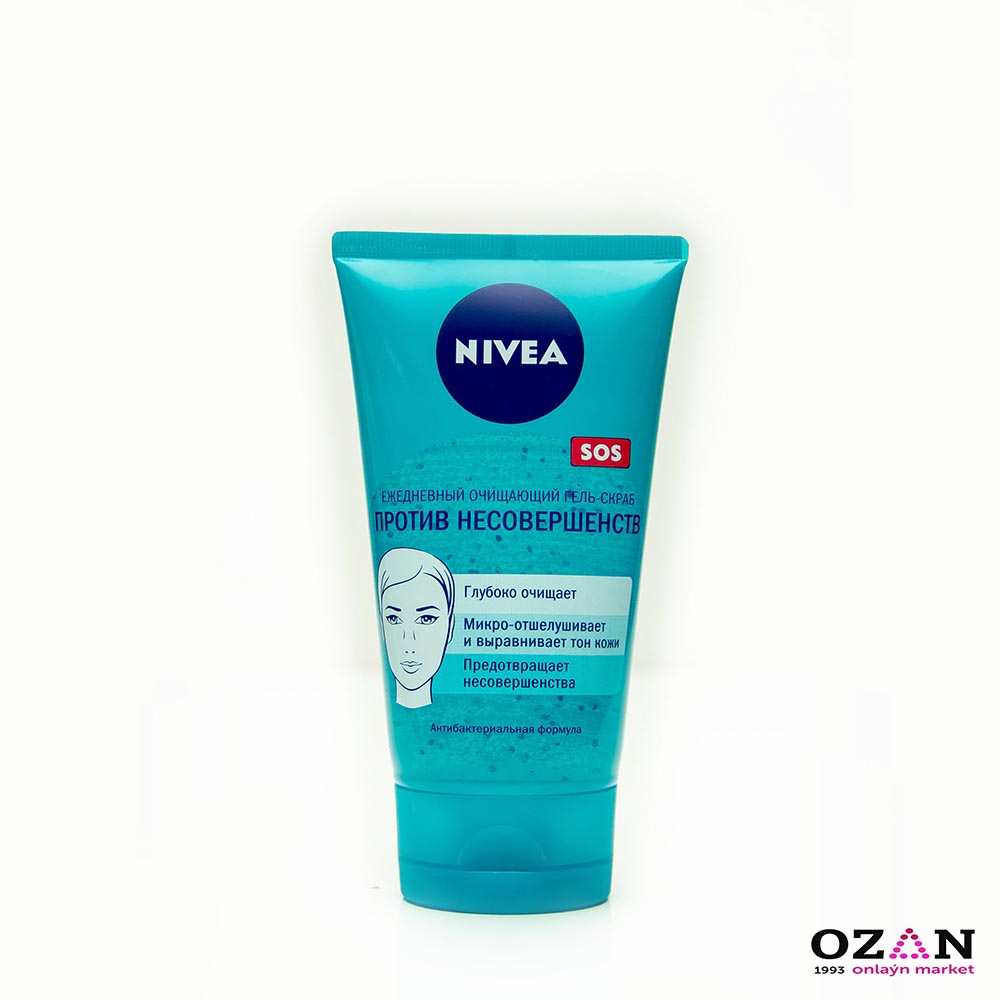 NIVEA
SOS
ЕЖЕДНЕВНЫЙ ОЧИЩАЮЩИЙ ГЕЛЬ-СКРАБ
ПРОТИВ НЕСОВЕРШЕНСТВ
Глубоко очищает
Микро-отшелушивает
и выравнивает тон кожи
Предотвращает
несовершенства
Антибактериальная формула
OZAN
1993 onlaýn market